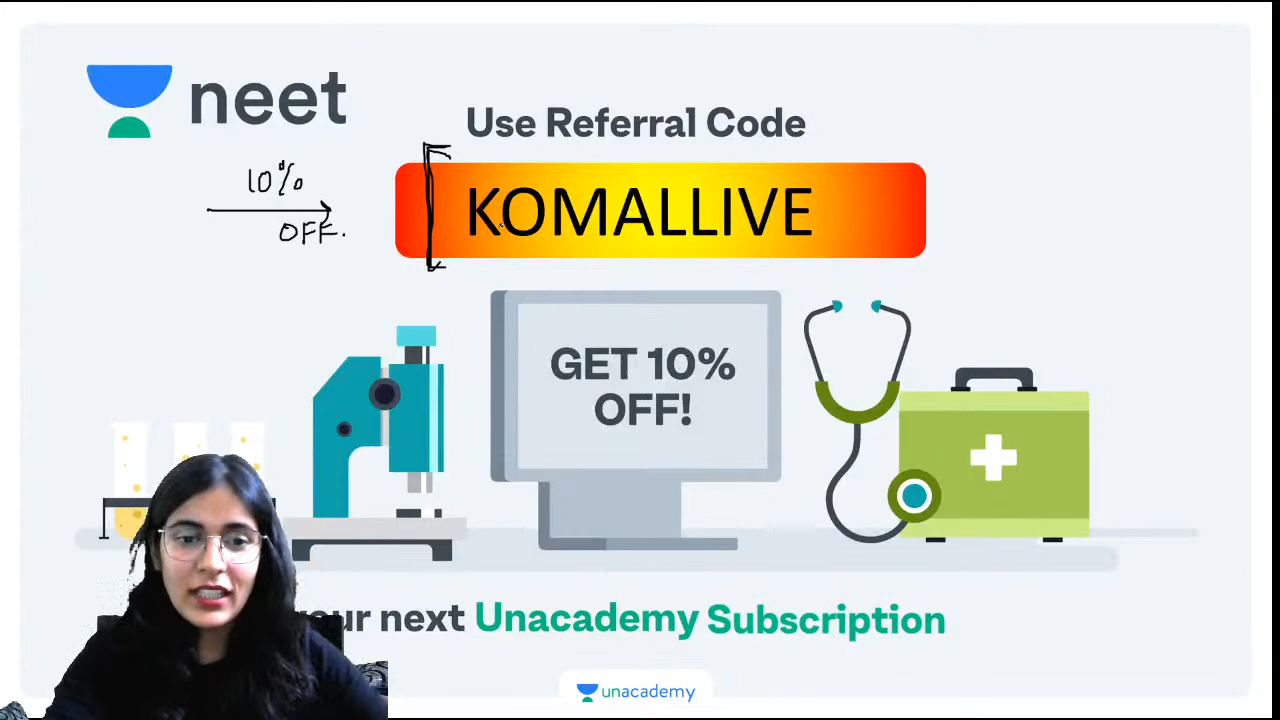 neet
Use Referral Code
10%
OFF.
KOMALLIVE
GET 10%
OFF!
your next Unacademy Subscription
unacademy